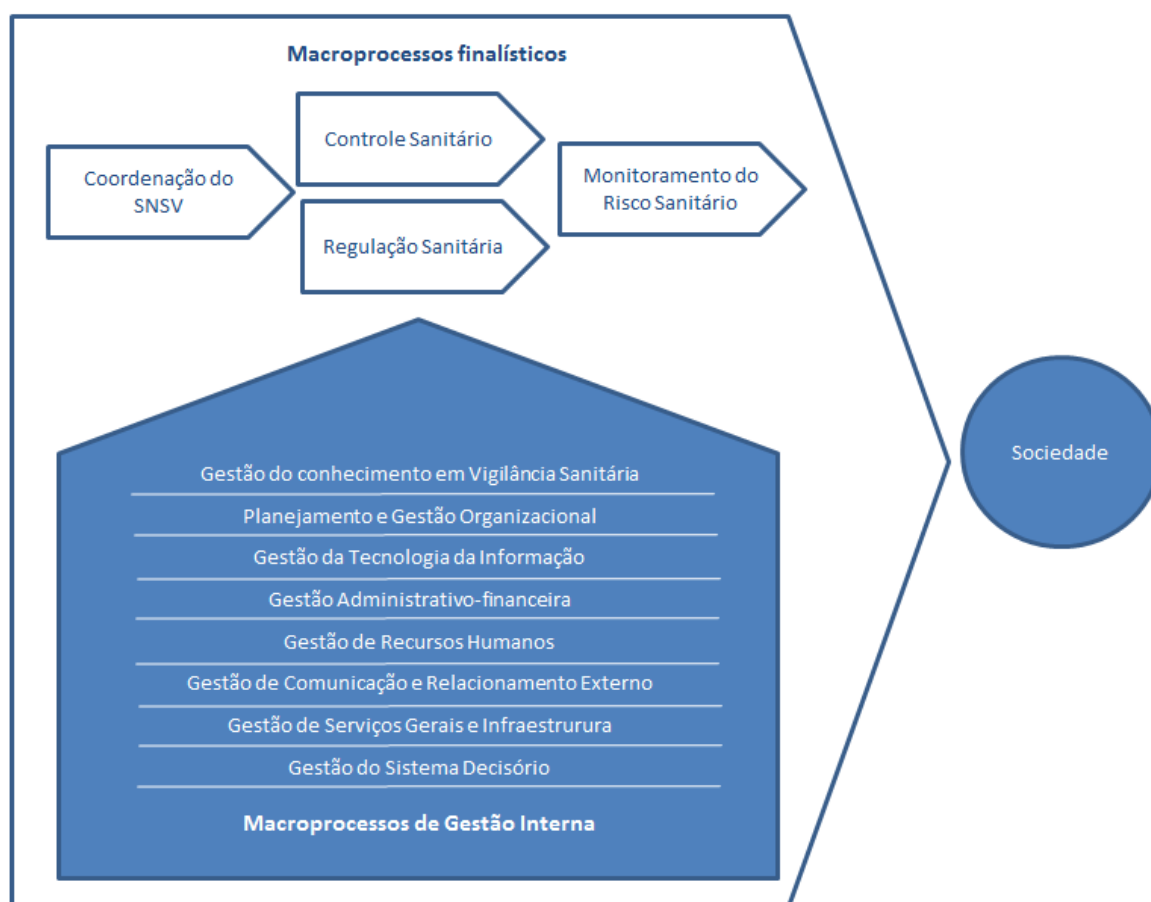 Macroprocessos finalísticos
Controle Sanitário
Coordenação do
SNSV
Monitoramento do
Risco Sanitário
Regulação Sanitária
Sociedade
Gestão do conhecimento em Vigilância Sanitária
Planejamento e Gestão Organizacional
Gestão da Tecnologia da Informação
Gestão Administrativo-financeira
Gestão de Recursos Humanos
Gestão de Comunicação e Relacionamento Externo
Gestão de Serviços Gerais e Infraestrurura
Gestão do Sistema Decisório
Macroprocessos de Gestão Interna